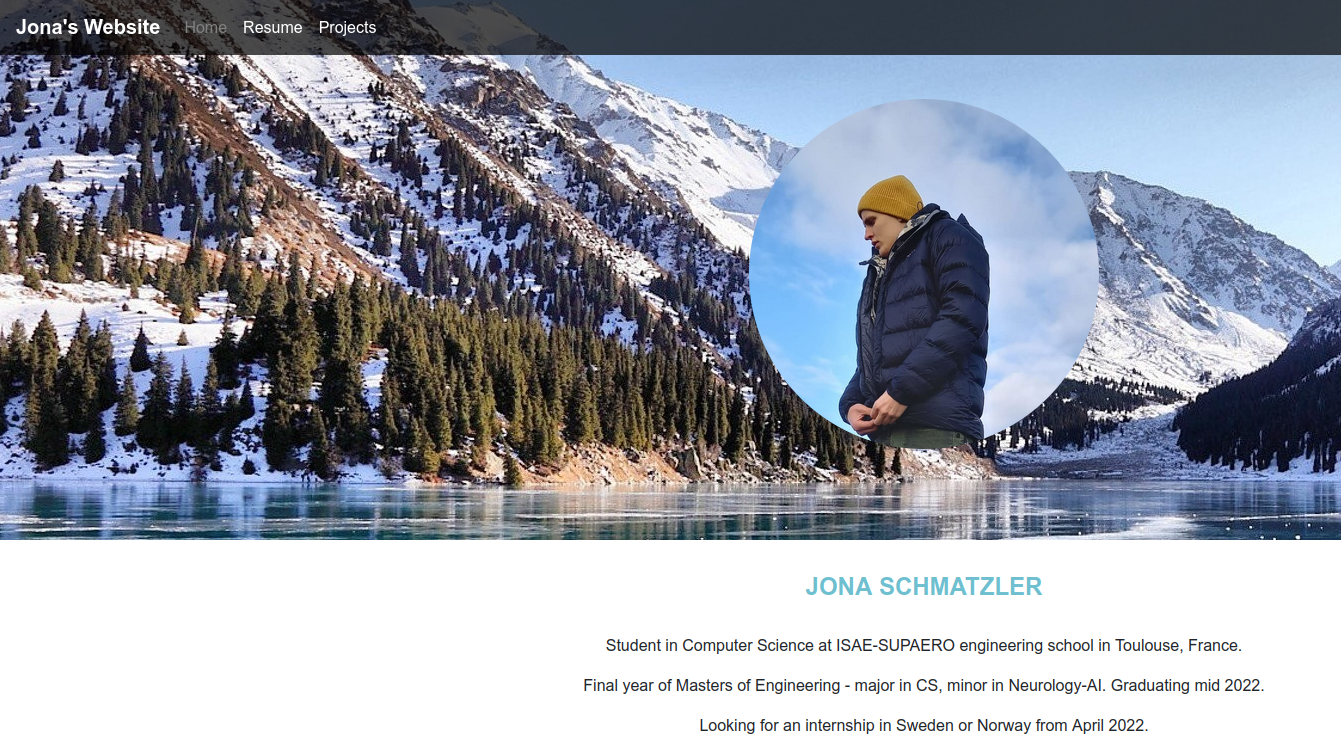 Jona's Website Home Resume Projects
JONA SCHMATZLER
Student in Computer Science at ISAE-SUPAERO engineering school in Toulouse, France.
Final year of Masters of Engineering - major in CS, minor in Neurology-AI. Graduating mid 2022.
Looking for an internship in Sweden or Norway from April 2022.